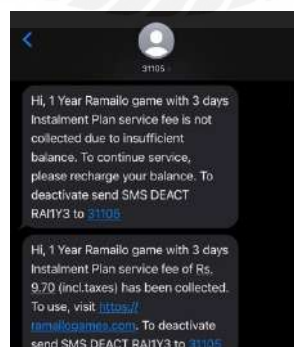 31105
Hi, 1 Year Ramailo game with 3 days
Instalment Plan service fee is not
collected due to insufficient
balance. To continue service,
please recharge your balance. To
deactivate send SMS DEACT
RAI1Y3 to 31105
Hi, 1 Year Ramailo game with 3 days
Instalment Plan service fee of Rs.
9.70 (incl.taxes) has been collected.
To use, visit https://
ramailogames.com. To deactivate
send SMS DEACT RAI1Y3 to 31105